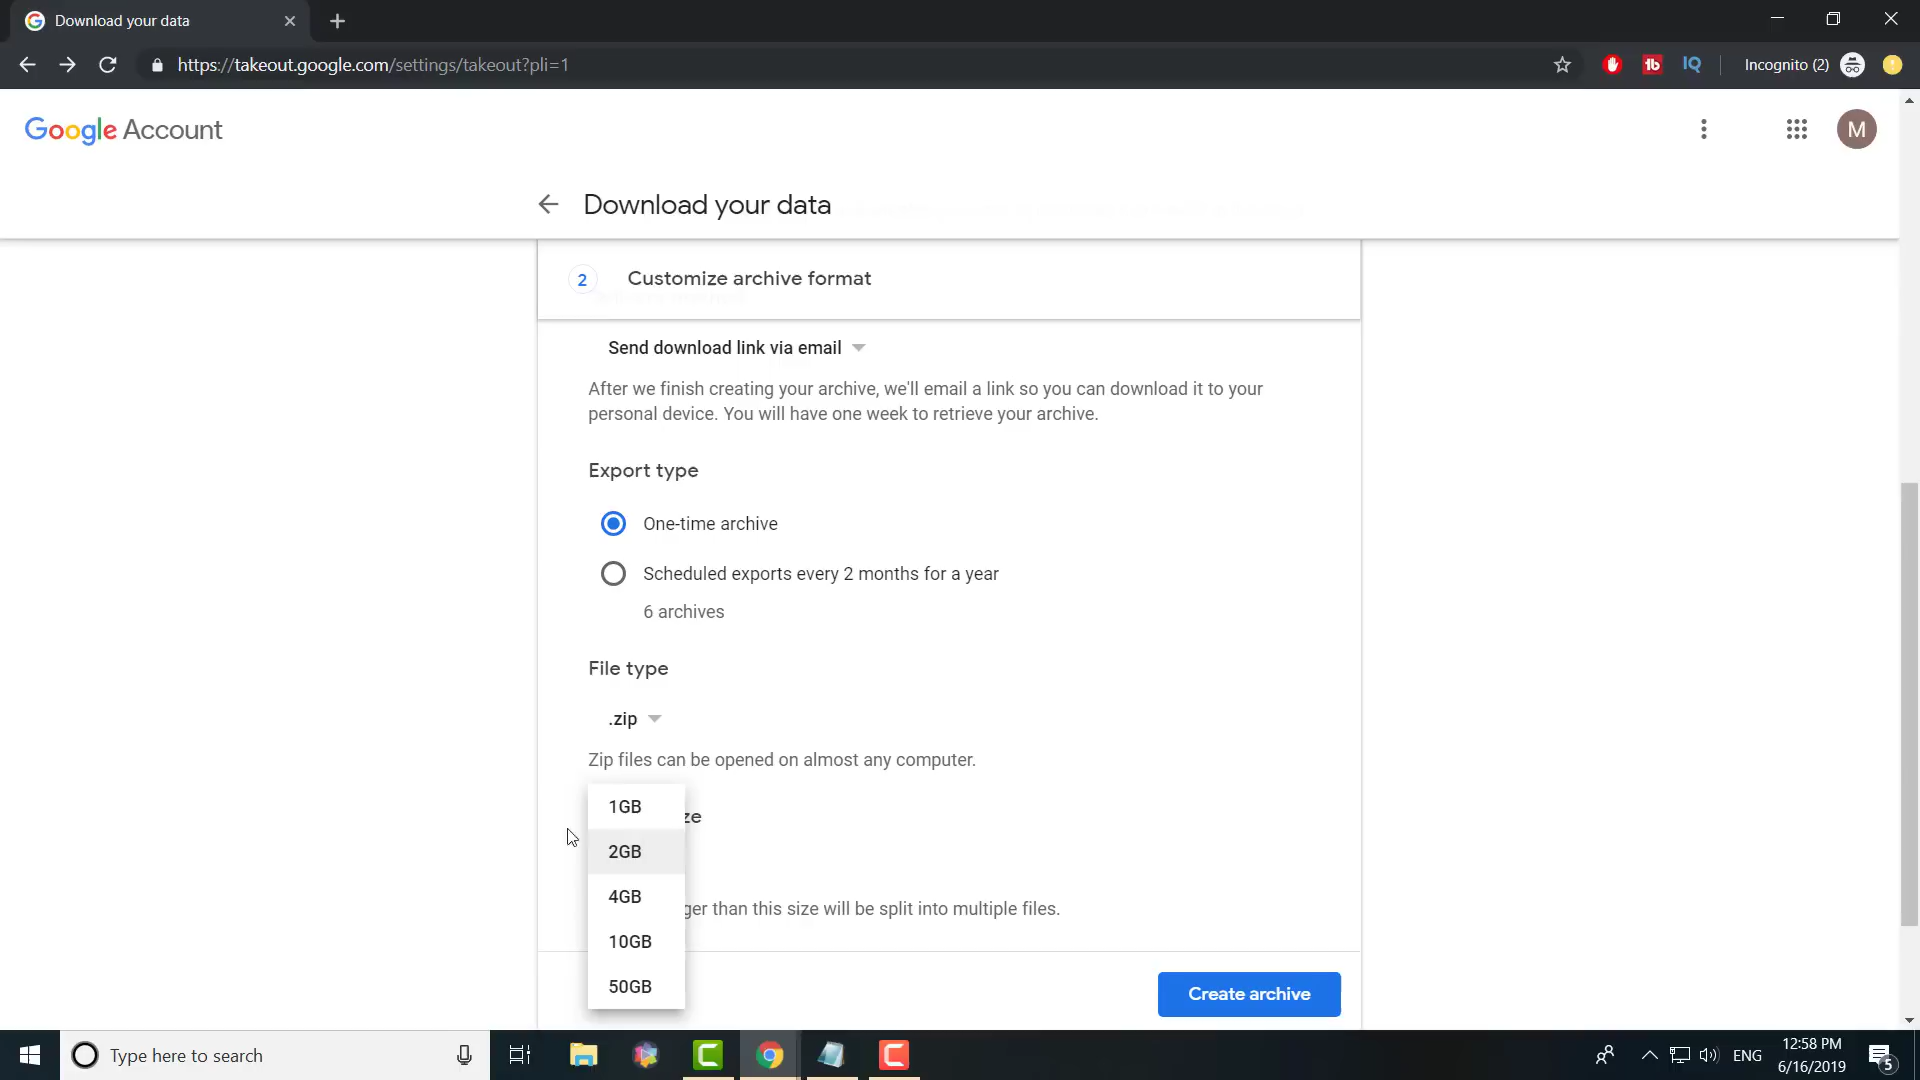 Download your data
https://takeout.google.com/settings/takeout?pli=1
Incognito (2)
Google Account
M
Download your data
2 Customize archive format
Send download link via email
After we finish creating your archive, we'll email a link so you can download it to your
personal device. You will have one week to retrieve your archive.
Export type
One-time archive
Scheduled exports every 2 months for a year
6 archives
File type
.zip
Zip files can be opened on almost any computer.
1GB
ze
2GB
4GB
ger than this size will be split into multiple files.
10GB
50GB
Create archive
Type here to search
ENG
12:58 PM
6/16/2019
5